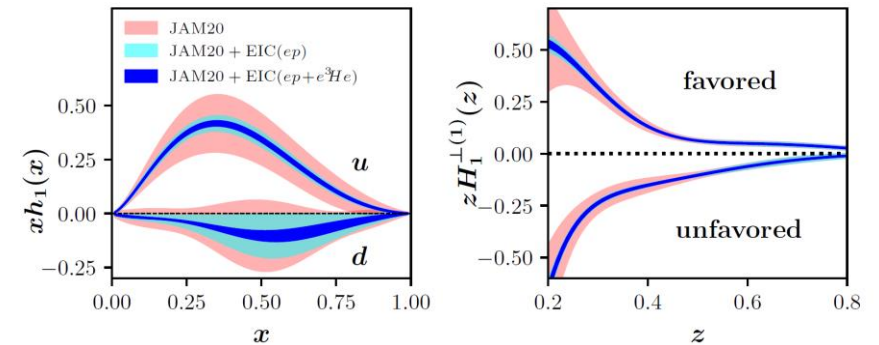 JAM20
JAM20 + EIC(ep)
JAM20 + EIC(ep+e³He)
xh₁(x)
0.50
0.25
0.00
−0.25
u
d
0.00 0.25 0.50 0.75 1.00
x
zH₁^⊥(1)(z)
0.50
0.25
0.00
−0.25
−0.50
favored
unfavored
0.2 0.4 0.6 0.8
z